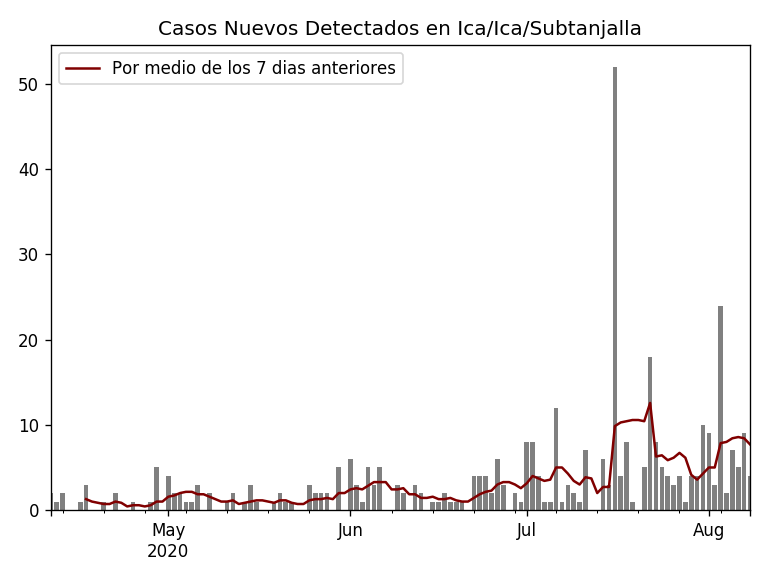 Casos Nuevos Detectados en Ica/Ica/Subtanjalla
Por medio de los 7 dias anteriores
50
40
30
20
10
0
May
2020
Jun
Jul
Aug